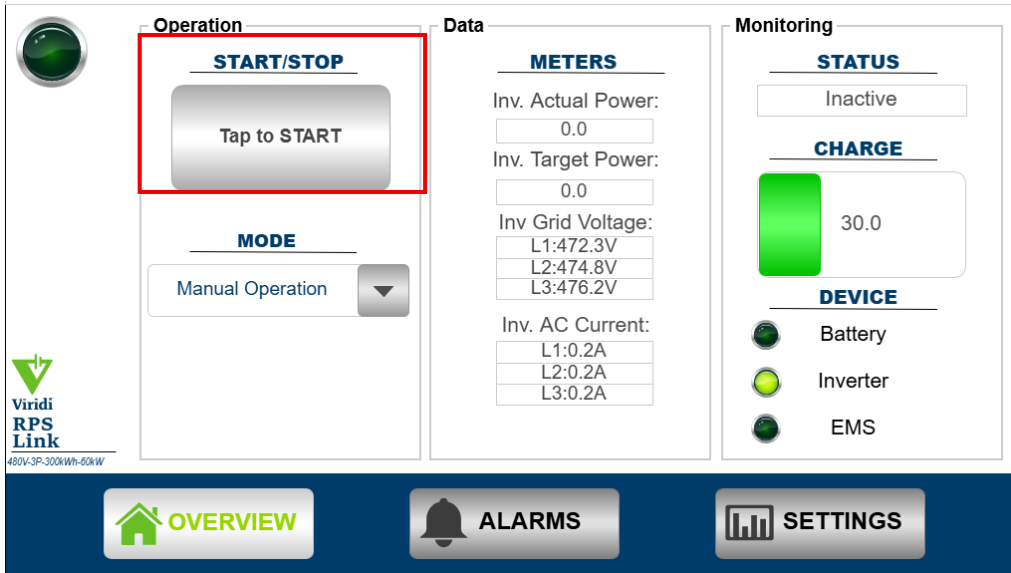 Operation
START/STOP
Tap to START
MODE
Manual Operation
Data
METERS
Inv. Actual Power:
0.0
Inv. Target Power:
0.0
Inv Grid Voltage:
L1:472.3V
L2:474.8V
L3:476.2V
Inv. AC Current:
L1:0.2A
L2:0.2A
L3:0.2A
Monitoring
STATUS
Inactive
CHARGE
30.0
DEVICE
Battery
Inverter
EMS
Viridi
RPS
Link
480V-3P-300kWh-60kW
OVERVIEW
ALARMS
SETTINGS